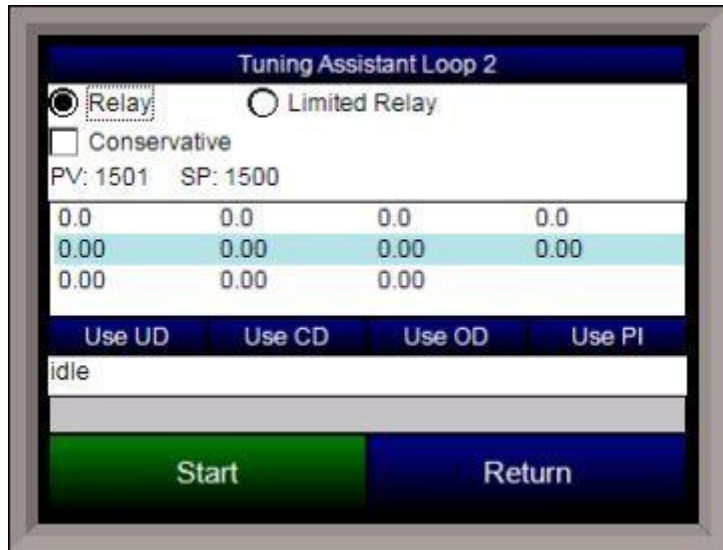 Tuning Assistant Loop 2
Relay Limited Relay
Conservative
PV: 1501 SP: 1500
0.0 0.0 0.0 0.0
0.00 0.00 0.00 0.00
0.00 0.00 0.00
Use UD Use CD Use OD Use PI
idle
Start Return